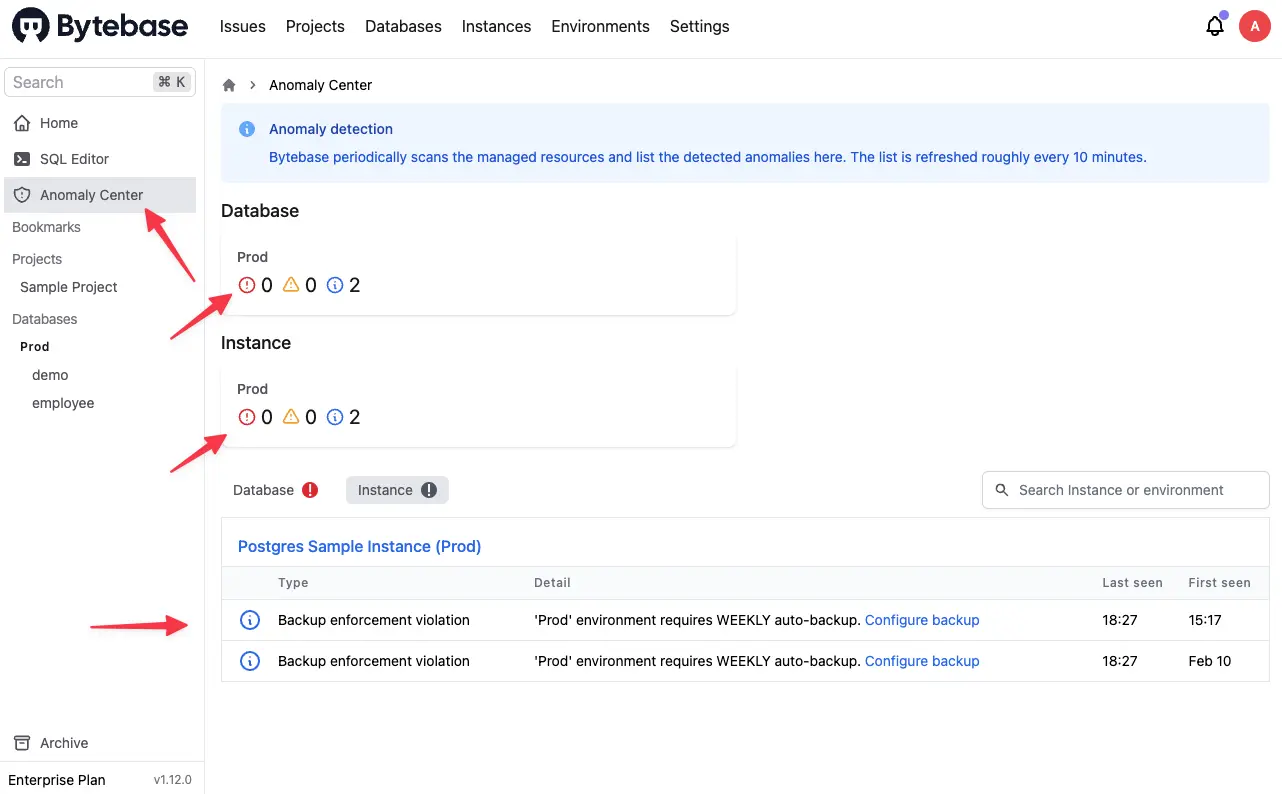 Bytebase Issues Projects Databases Instances Environments Settings A
Search ⌘ K
Home
SQL Editor
Anomaly Center
Bookmarks
Projects
Sample Project
Databases
Prod
demo
employee
Archive
Enterprise Plan v1.12.0
Anomaly Center
Anomaly detection
Bytebase periodically scans the managed resources and list the detected anomalies here. The list is refreshed roughly every 10 minutes.
Database
Prod
0 0 2
Instance
Prod
0 0 2
Database Instance Search Instance or environment
Postgres Sample Instance (Prod)
Type Detail Last seen First seen
Backup enforcement violation 'Prod' environment requires WEEKLY auto-backup. Configure backup 18:27 15:17
Backup enforcement violation 'Prod' environment requires WEEKLY auto-backup. Configure backup 18:27 Feb 10